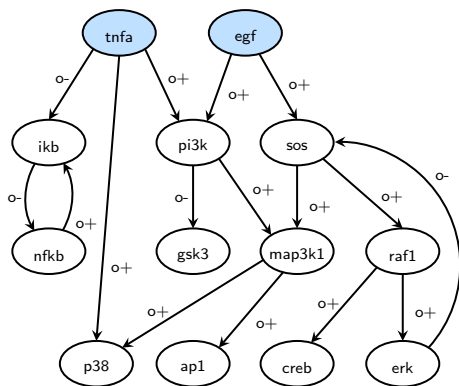 tnfa egf
o- o+ o+ o+
ikb pi3k sos
o- o+ o- o+ o+ o+ o-
nfkb gsk3 map3k1 raf1
o+ o+ o+ o+ o+
p38 ap1 creb erk